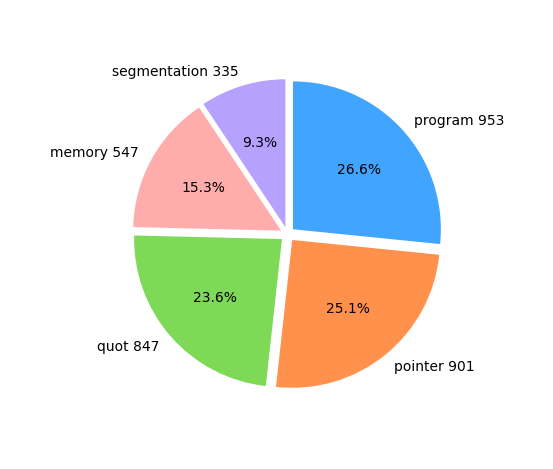 segmentation 335
program 953
9.3%
memory 547
26.6%
15.3%
23.6%
25.1%
quot 847
pointer 901